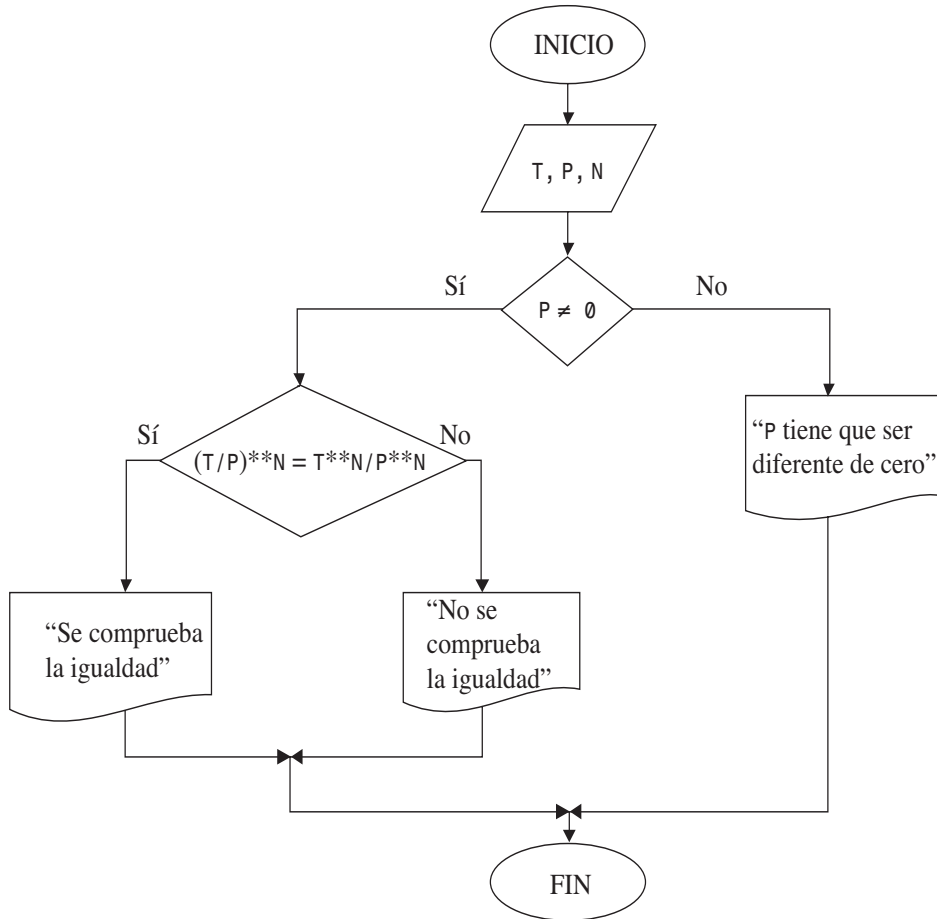 INICIO
T, P, N
Sí
No
P ≠ 0
Sí
No
(T/P)**N = T**N/P**N
“P tiene que ser
diferente de cero”
“Se comprueba
la igualdad”
“No se
comprueba
la igualdad”
FIN